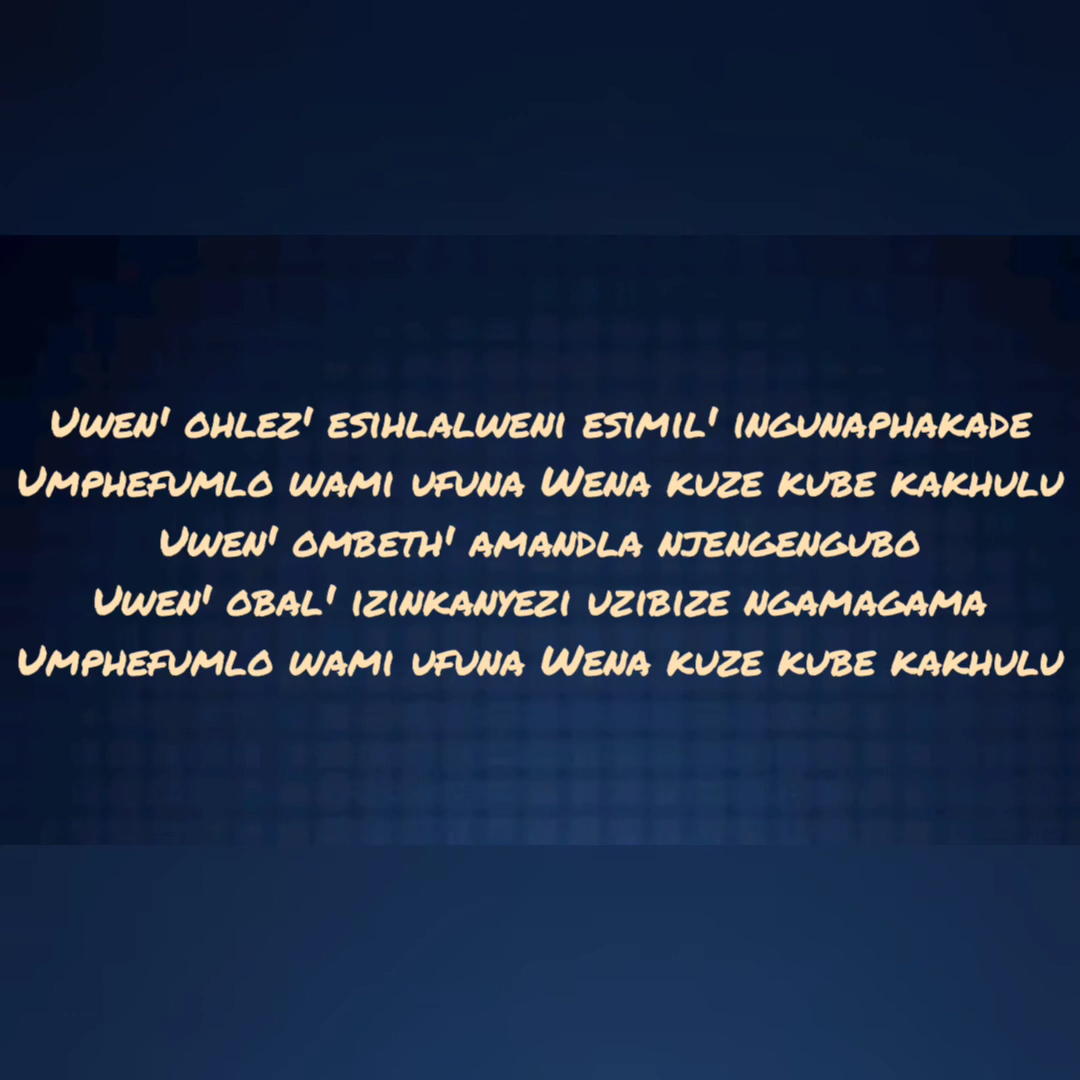 Uwen' ohlez' esihlalweni esimil' ingunaphakade
Umphefumlo wami ufuna Wena kuze kube kakhulu
Uwen' ombeth' amandla njengengubo
Uwen' obal' izinkanyezi uzibize ngamagama
Umphefumlo wami ufuna Wena kuze kube kakhulu